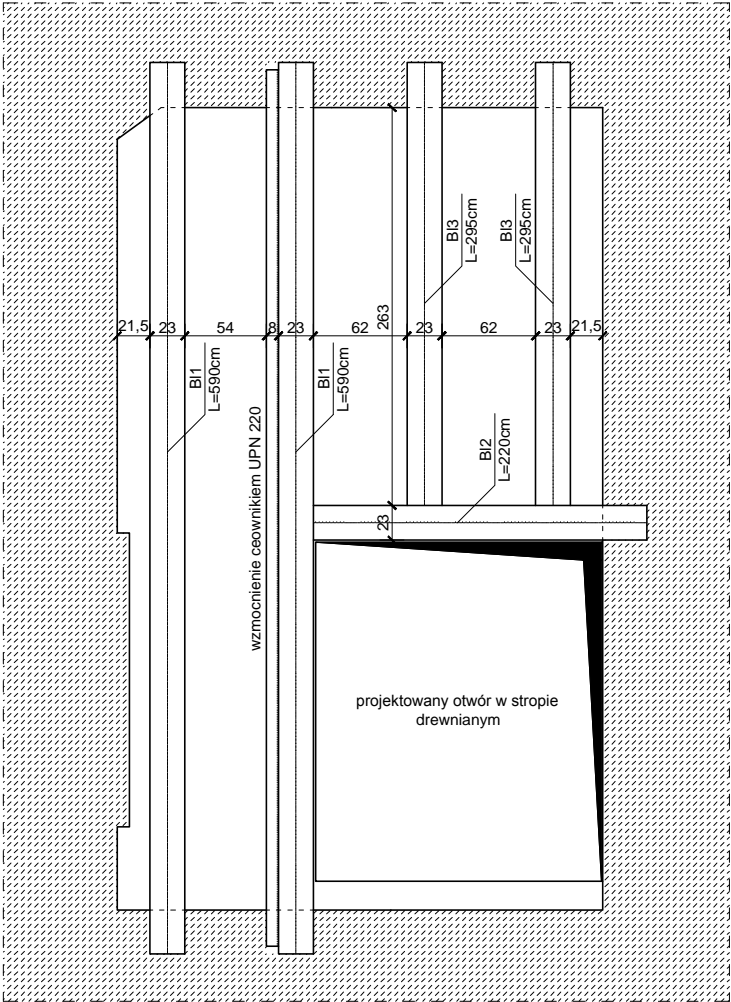 Bl3
L=295cm
Bl3
L=295cm
21,5
23
54
8
23
62
263
23
62
23
21,5
Bl1
L=590cm
Bl1
L=590cm
wzmocnienie ceownikiem UPN 220
Bl2
L=220cm
23
projektowany otwór w stropie
drewnianym